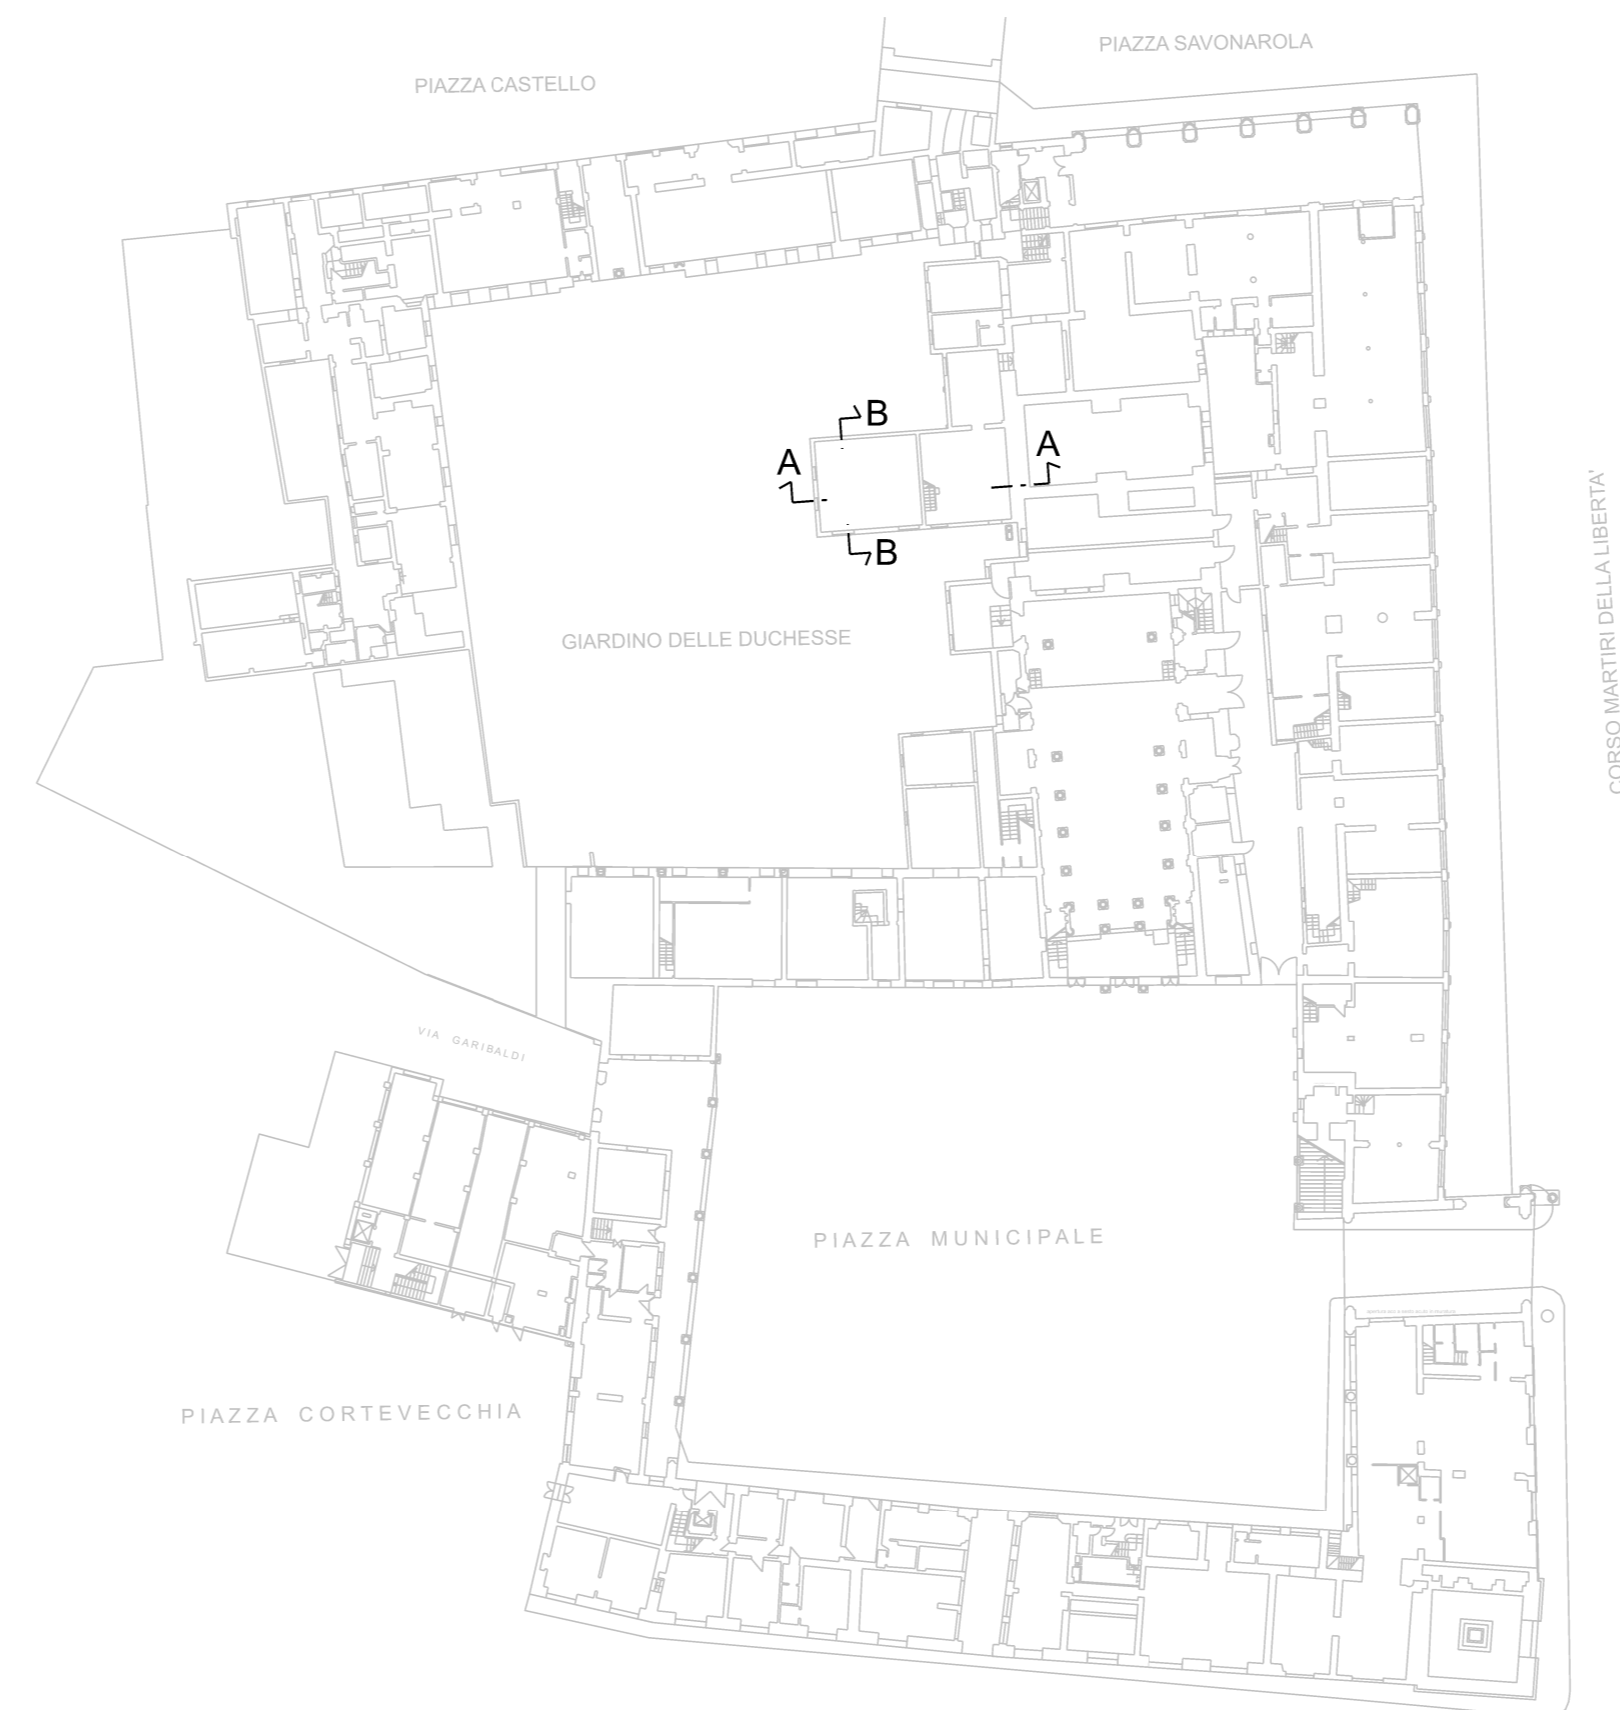 PIAZZA SAVONAROLA
PIAZZA CASTELLO
B
A
A
B
GIARDINO DELLE DUCHESSE
CORSO MARTIRI DELLA LIBERTA'
VIA GARIBALDI
PIAZZA MUNICIPALE
PIAZZA CORTEVECCHIA